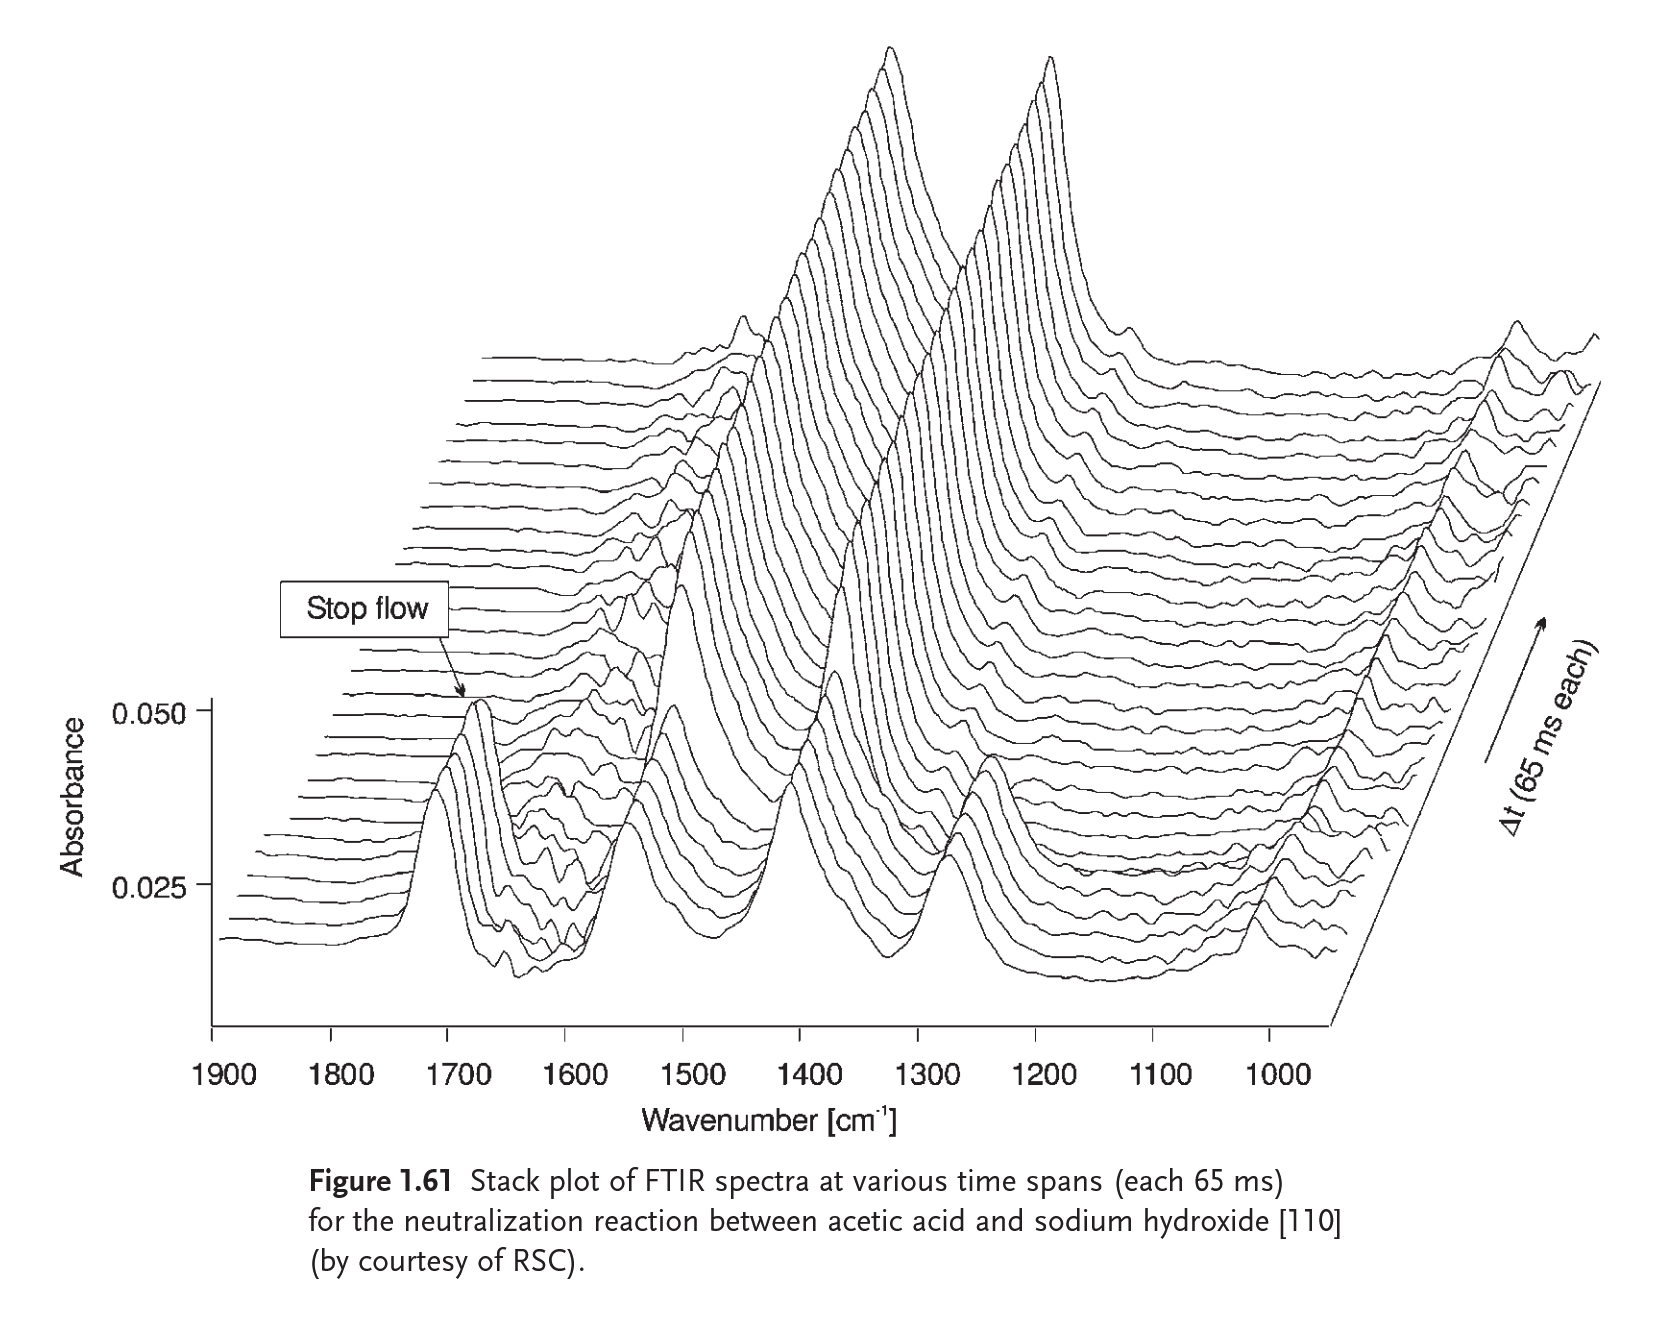 Stop flow
0.050
0.025
Absorbance
Δt (65 ms each)
1900 1800 1700 1600 1500 1400 1300 1200 1100 1000
Wavenumber [cm⁻¹]
Figure 1.61 Stack plot of FTIR spectra at various time spans (each 65 ms)
for the neutralization reaction between acetic acid and sodium hydroxide [110]
(by courtesy of RSC).